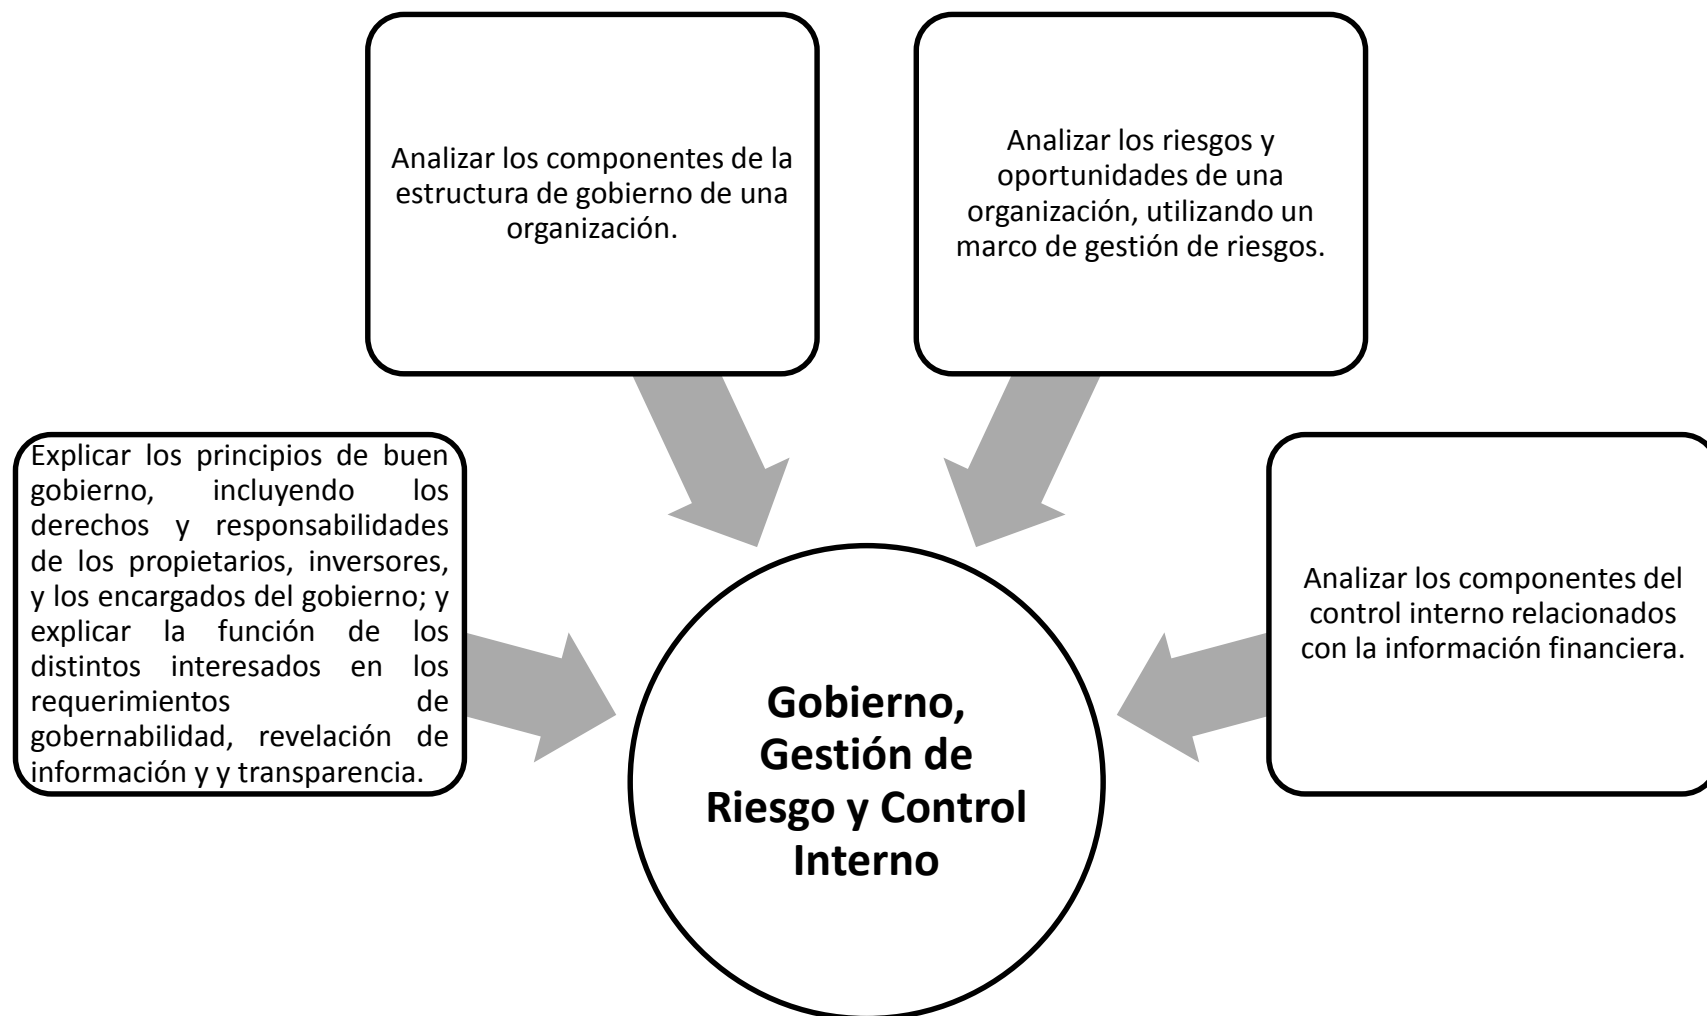 Analizar los componentes de la
estructura de gobierno de una
organización.
Analizar los riesgos y
oportunidades de una
organización, utilizando un
marco de gestión de riesgos.
Explicar los principios de buen
gobierno, incluyendo los
derechos y responsabilidades
de los propietarios, inversores,
y los encargados del gobierno; y
explicar la función de los
distintos interesados en los
requerimientos de
gobernabilidad, revelación de
información y y transparencia.
Analizar los componentes del
control interno relacionados
con la información financiera.
Gobierno,
Gestión de
Riesgo y Control
Interno